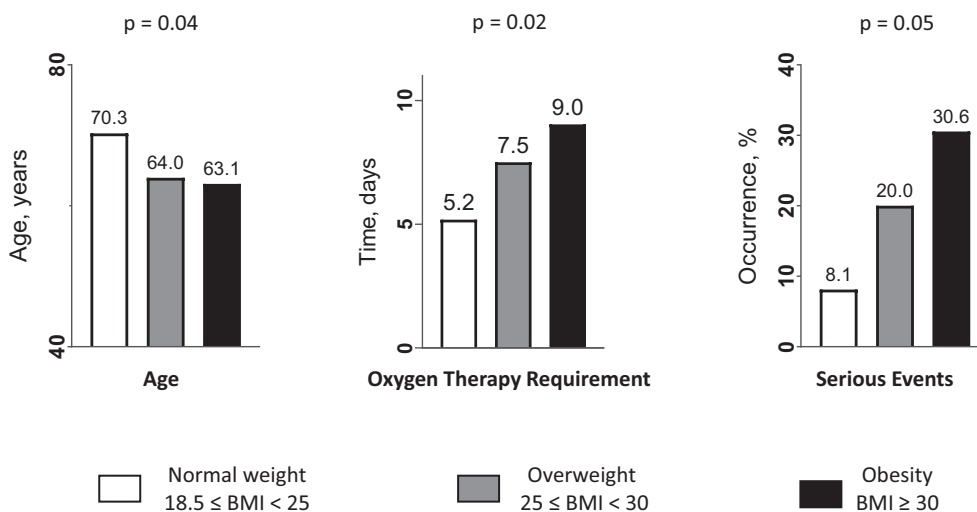 p = 0.04
80
40
Age, years
70.3
64.0
63.1
Age
p = 0.02
10
5
0
Time, days
5.2
7.5
9.0
Oxygen Therapy Requirement
p = 0.05
40
30
20
10
0
Occurrence, %
8.1
20.0
30.6
Serious Events
Normal weight
18.5 ≤ BMI < 25
Overweight
25 ≤ BMI < 30
Obesity
BMI ≥ 30